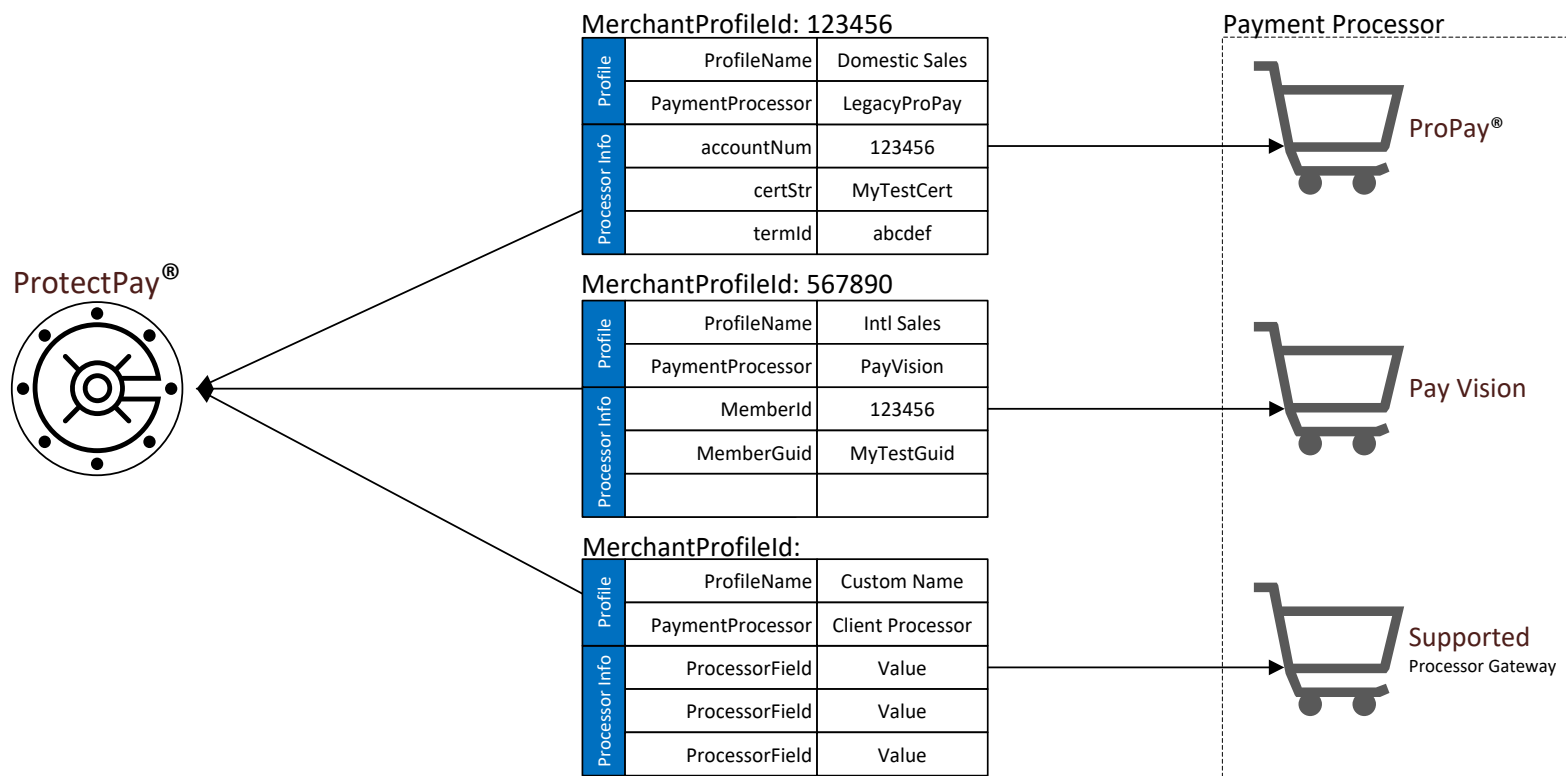 MerchantProfileId: 123456
Payment Processor
Profile
ProfileName Domestic Sales
PaymentProcessor LegacyProPay
Processor Info
accountNum 123456
certStr MyTestCert
termId abcdef
ProPay®
ProtectPay®
MerchantProfileId: 567890
Profile
ProfileName Intl Sales
PaymentProcessor PayVision
Processor Info
MemberId 123456
MemberGuid MyTestGuid
Pay Vision
MerchantProfileId:
Profile
ProfileName Custom Name
PaymentProcessor Client Processor
Processor Info
ProcessorField Value
ProcessorField Value
ProcessorField Value
Supported
Processor Gateway